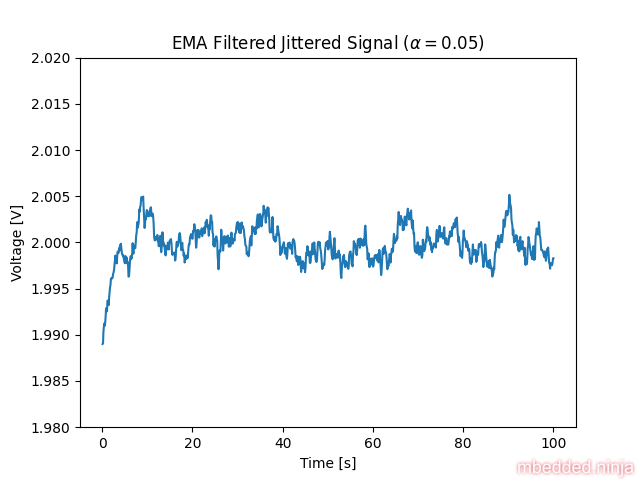 EMA Filtered Jittered Signal (α = 0.05)
2.020
2.015
2.010
2.005
2.000
1.995
1.990
1.985
1.980
Voltage [V]
0 20 40 60 80 100
Time [s]
mbedded.ninja